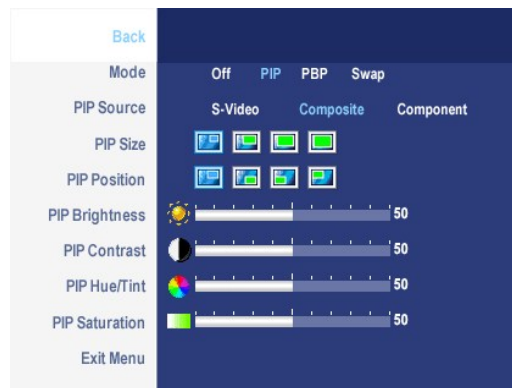 Back
Mode Off PIP PBP Swap
PIP Source S-Video Composite Component
PIP Size
PIP Position
PIP Brightness 50
PIP Contrast 50
PIP Hue/Tint 50
PIP Saturation 50
Exit Menu